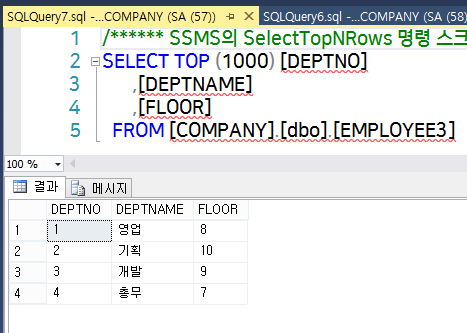 SQLQuery7.sql -...COMPANY (SA (57)) SQLQuery6.sql -...COMPANY (SA (58)
1 /****** SSMS의 SelectTopNRows 명령 스크
2 SELECT TOP (1000) [DEPTNO]
3 ,[DEPTNAME]
4 ,[FLOOR]
5 FROM [COMPANY].[dbo].[EMPLOYEE3]
100 %
결과 메시지
DEPTNO DEPTNAME FLOOR
1 1 영업 8
2 2 기획 10
3 3 개발 9
4 4 총무 7